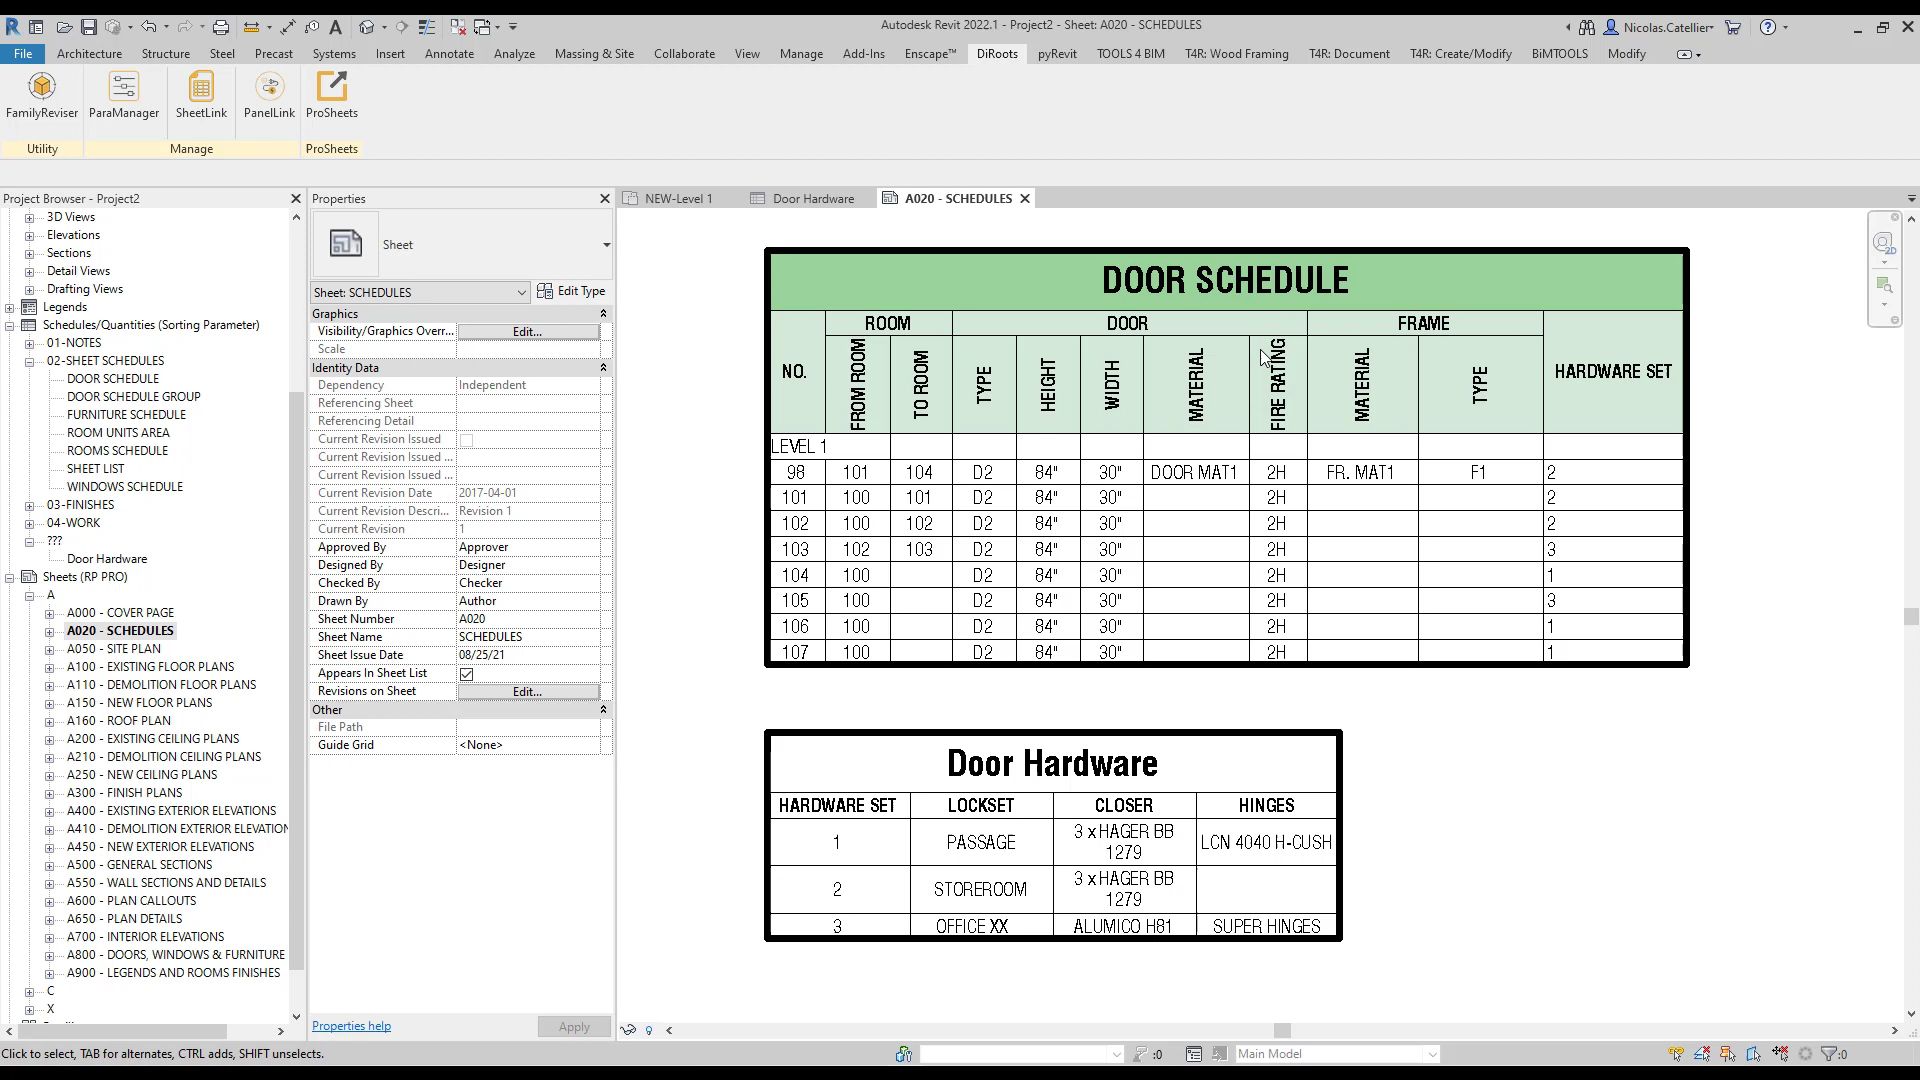 Autodesk Revit 2022.1 - Project2 - Sheet: A020 - SCHEDULES
Nicolas.Catellier
File Architecture Structure Steel Precast Systems Insert Annotate Analyze Massing & Site Collaborate View Manage Add-Ins Enscape™ DiRoots pyRevit TOOLS 4 BIM T4R: Wood Framing T4R: Document T4R: Create/Modify BiMTOOLS Modify
FamilyReviser ParaManager SheetLink PanelLink ProSheets
Utility Manage ProSheets
Project Browser - Project2
3D Views
Elevations
Sections
Detail Views
Drafting Views
Legends
Schedules/Quantities (Sorting Parameter)
01-NOTES
02-SHEET SCHEDULES
DOOR SCHEDULE
DOOR SCHEDULE GROUP
FURNITURE SCHEDULE
ROOM UNITS AREA
ROOMS SCHEDULE
SHEET LIST
WINDOWS SCHEDULE
03-FINISHES
04-WORK
???
Door Hardware
Sheets (RP PRO)
A
A000 - COVER PAGE
A020 - SCHEDULES
A050 - SITE PLAN
A100 - EXISTING FLOOR PLANS
A110 - DEMOLITION FLOOR PLANS
A150 - NEW FLOOR PLANS
A160 - ROOF PLAN
A200 - EXISTING CEILING PLANS
A210 - DEMOLITION CEILING PLANS
A250 - NEW CEILING PLANS
A300 - FINISH PLANS
A400 - EXISTING EXTERIOR ELEVATIONS
A410 - DEMOLITION EXTERIOR ELEVATION
A450 - NEW EXTERIOR ELEVATIONS
A500 - GENERAL SECTIONS
A550 - WALL SECTIONS AND DETAILS
A600 - PLAN CALLOUTS
A650 - PLAN DETAILS
A700 - INTERIOR ELEVATIONS
A800 - DOORS, WINDOWS & FURNITURE
A900 - LEGENDS AND ROOMS FINISHES
C
X
Properties
Sheet
Sheet: SCHEDULES Edit Type
Graphics
Visibility/Graphics Overr... Edit...
Scale
Identity Data
Dependency Independent
Referencing Sheet
Referencing Detail
Current Revision Issued
Current Revision Issued ...
Current Revision Issued ...
Current Revision Date 2017-04-01
Current Revision Descri... Revision 1
Current Revision 1
Approved By Approver
Designed By Designer
Checked By Checker
Drawn By Author
Sheet Number A020
Sheet Name SCHEDULES
Sheet Issue Date 08/25/21
Appears In Sheet List
Revisions on Sheet Edit...
Other
File Path
Guide Grid <None>
Properties help Apply
NEW-Level 1 Door Hardware A020 - SCHEDULES
2D
DOOR SCHEDULE
NO. ROOM DOOR FRAME HARDWARE SET
FROM ROOM TO ROOM TYPE HEIGHT WIDTH MATERIAL FIRE RATING MATERIAL TYPE
LEVEL 1
98 101 104 D2 84" 30" DOOR MAT1 2H FR. MAT1 F1 2
101 100 101 D2 84" 30" 2H 2
102 100 102 D2 84" 30" 2H 2
103 102 103 D2 84" 30" 2H 3
104 100 D2 84" 30" 2H 1
105 100 D2 84" 30" 2H 3
106 100 D2 84" 30" 2H 1
107 100 D2 84" 30" 2H 1
Door Hardware
HARDWARE SET LOCKSET CLOSER HINGES
1 PASSAGE 3 x HAGER BB 1279 LCN 4040 H-CUSH
2 STOREROOM 3 x HAGER BB 1279
3 OFFICE XX ALUMICO H81 SUPER HINGES
Click to select, TAB for alternates, CTRL adds, SHIFT unselects. :0 Main Model :0